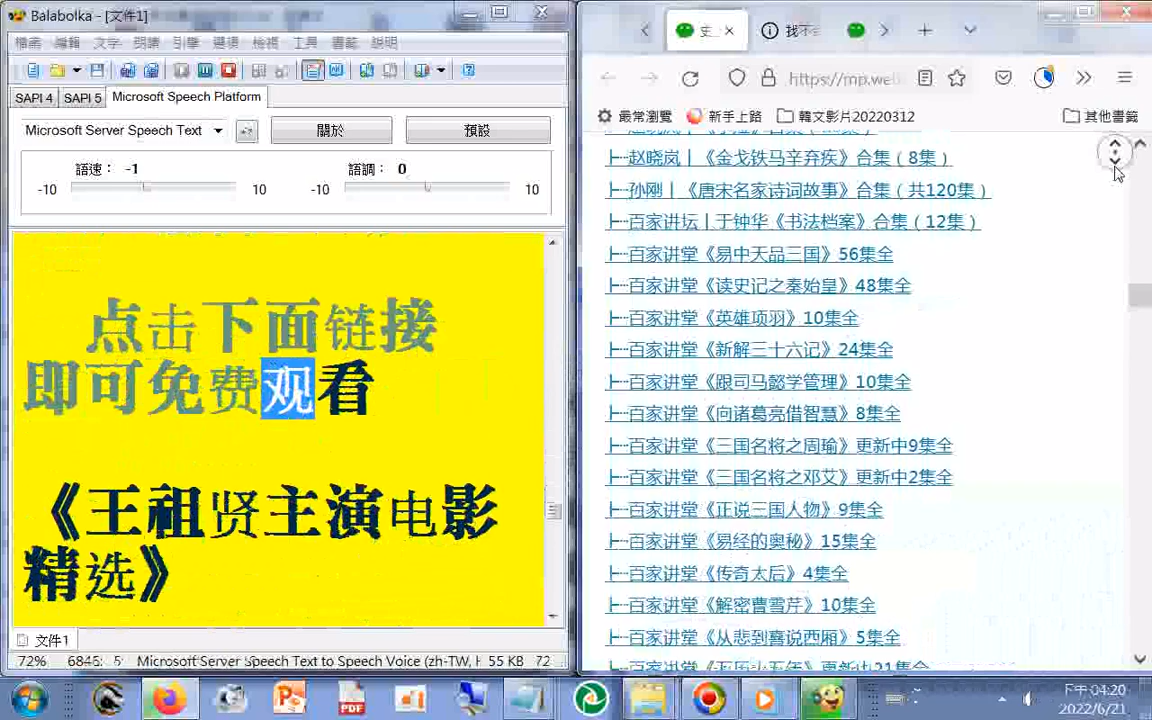 Balabolka - [文件1]
檔案 編輯 文字 朗讀 引擎 選項 檢視 工具 書籤 說明
SAPI 4 SAPI 5 Microsoft Speech Platform
Microsoft Server Speech Text
關於
預設
語速: -1
語調: 0
-10 10 -10 10
点击下面链接
即可免费观看
《王祖贤主演电影
精选》
文件1
72%
Microsoft Server Speech Text to Speech Voice (zh-TW, H
55 KB
72
https://mp.wei
最常瀏覽 新手上路 韓文影片20220312 其他書籤
├┈赵晓岚丨《金戈铁马辛弃疾》合集（8集）
├┈孙刚丨《唐宋名家诗词故事》合集（共120集）
├┈百家讲坛丨于钟华《书法档案》合集（12集）
├┈百家讲堂《易中天品三国》56集全
├┈百家讲堂《读史记之秦始皇》48集全
├┈百家讲堂《英雄项羽》10集全
├┈百家讲堂《新解三十六记》24集全
├┈百家讲堂《跟司马懿学管理》10集全
├┈百家讲堂《向诸葛亮借智慧》8集全
├┈百家讲堂《三国名将之周瑜》更新中9集全
├┈百家讲堂《三国名将之邓艾》更新中2集全
├┈百家讲堂《正说三国人物》9集全
├┈百家讲堂《易经的奥秘》15集全
├┈百家讲堂《传奇太后》4集全
├┈百家讲堂《解密曹雪芹》10集全
├┈百家讲堂《从悲到喜说西厢》5集全
下午 04:20
2022/6/21